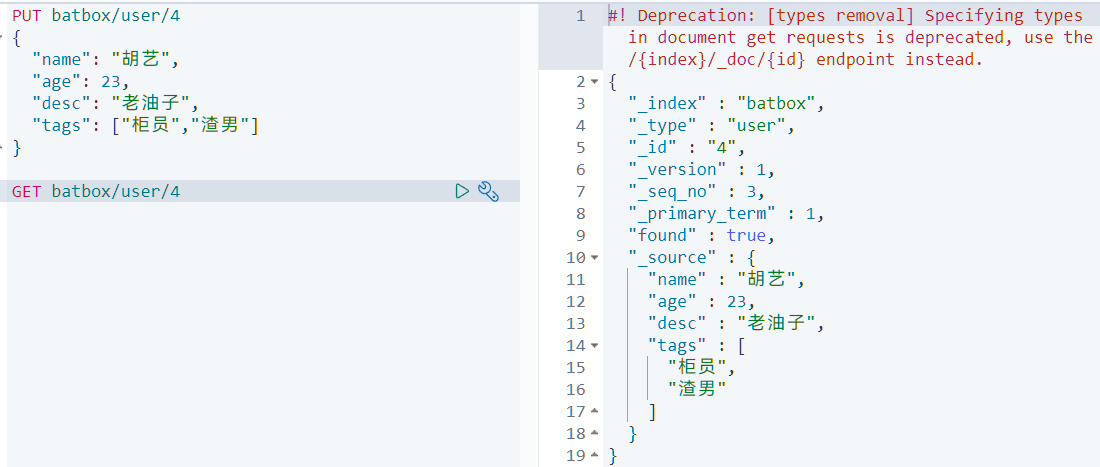 PUT batbox/user/4
{
  "name": "胡艺",
  "age": 23,
  "desc": "老油子",
  "tags": ["柜员","渣男"]
}
GET batbox/user/4
1 #! Deprecation: [types removal] Specifying types
in document get requests is deprecated, use the
/{index}/_doc/{id} endpoint instead.
2 {
3   "_index" : "batbox",
4   "_type" : "user",
5   "_id" : "4",
6   "_version" : 1,
7   "_seq_no" : 3,
8   "_primary_term" : 1,
9   "found" : true,
10   "_source" : {
11     "name" : "胡艺",
12     "age" : 23,
13     "desc" : "老油子",
14     "tags" : [
15       "柜员",
16       "渣男"
17     ]
18   }
19 }